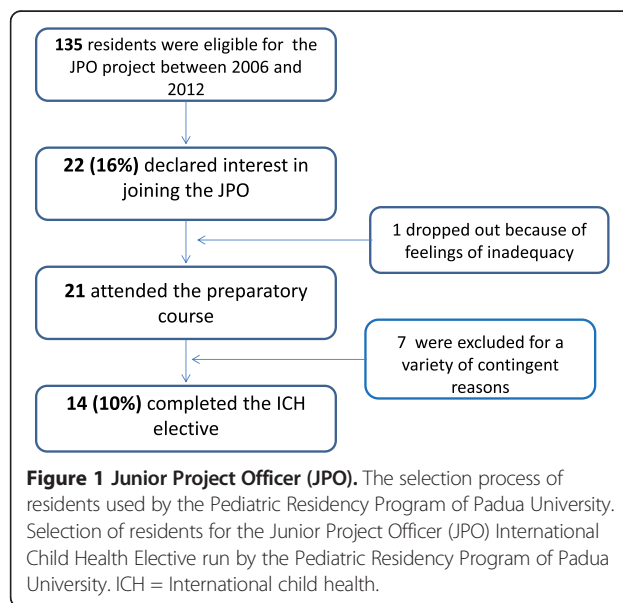 135 residents were eligible for the
JPO project between 2006 and
2012
22 (16%) declared interest in
joining the JPO
1 dropped out because of
feelings of inadequacy
21 attended the preparatory
course
7 were excluded for a
variety of contingent
reasons
14 (10%) completed the ICH
elective
Figure 1 Junior Project Officer (JPO). The selection process of
residents used by the Pediatric Residency Program of Padua University.
Selection of residents for the Junior Project Officer (JPO) International
Child Health Elective run by the Pediatric Residency Program of Padua
University. ICH = International child health.